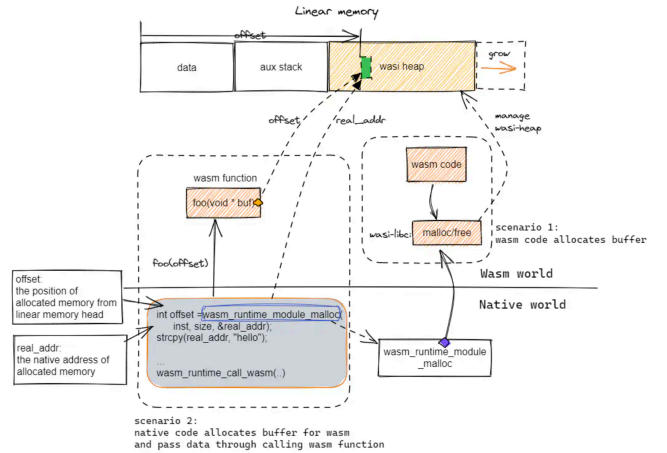 Linear memory
offset
data
aux stack
wasi heap
grow
offset
real_addr
manage
wasi-heap
wasm function
foo(void * buf)
wasm code
wasi-libc:
malloc/free
scenario 1:
wasm code allocates buffer
foo(offset)
Wasm world
Native world
offset:
the position of
allocated memory from
linear memory head
real_addr:
the native address of
allocated memory
int offset =wasm_runtime_module_malloc(
inst, size, &real_addr);
strcpy(real_addr, "hello");
...
wasm_runtime_call_wasm(..)
wasm_runtime_module
_malloc
scenario 2:
native code allocates buffer for wasm
and pass data through calling wasm function